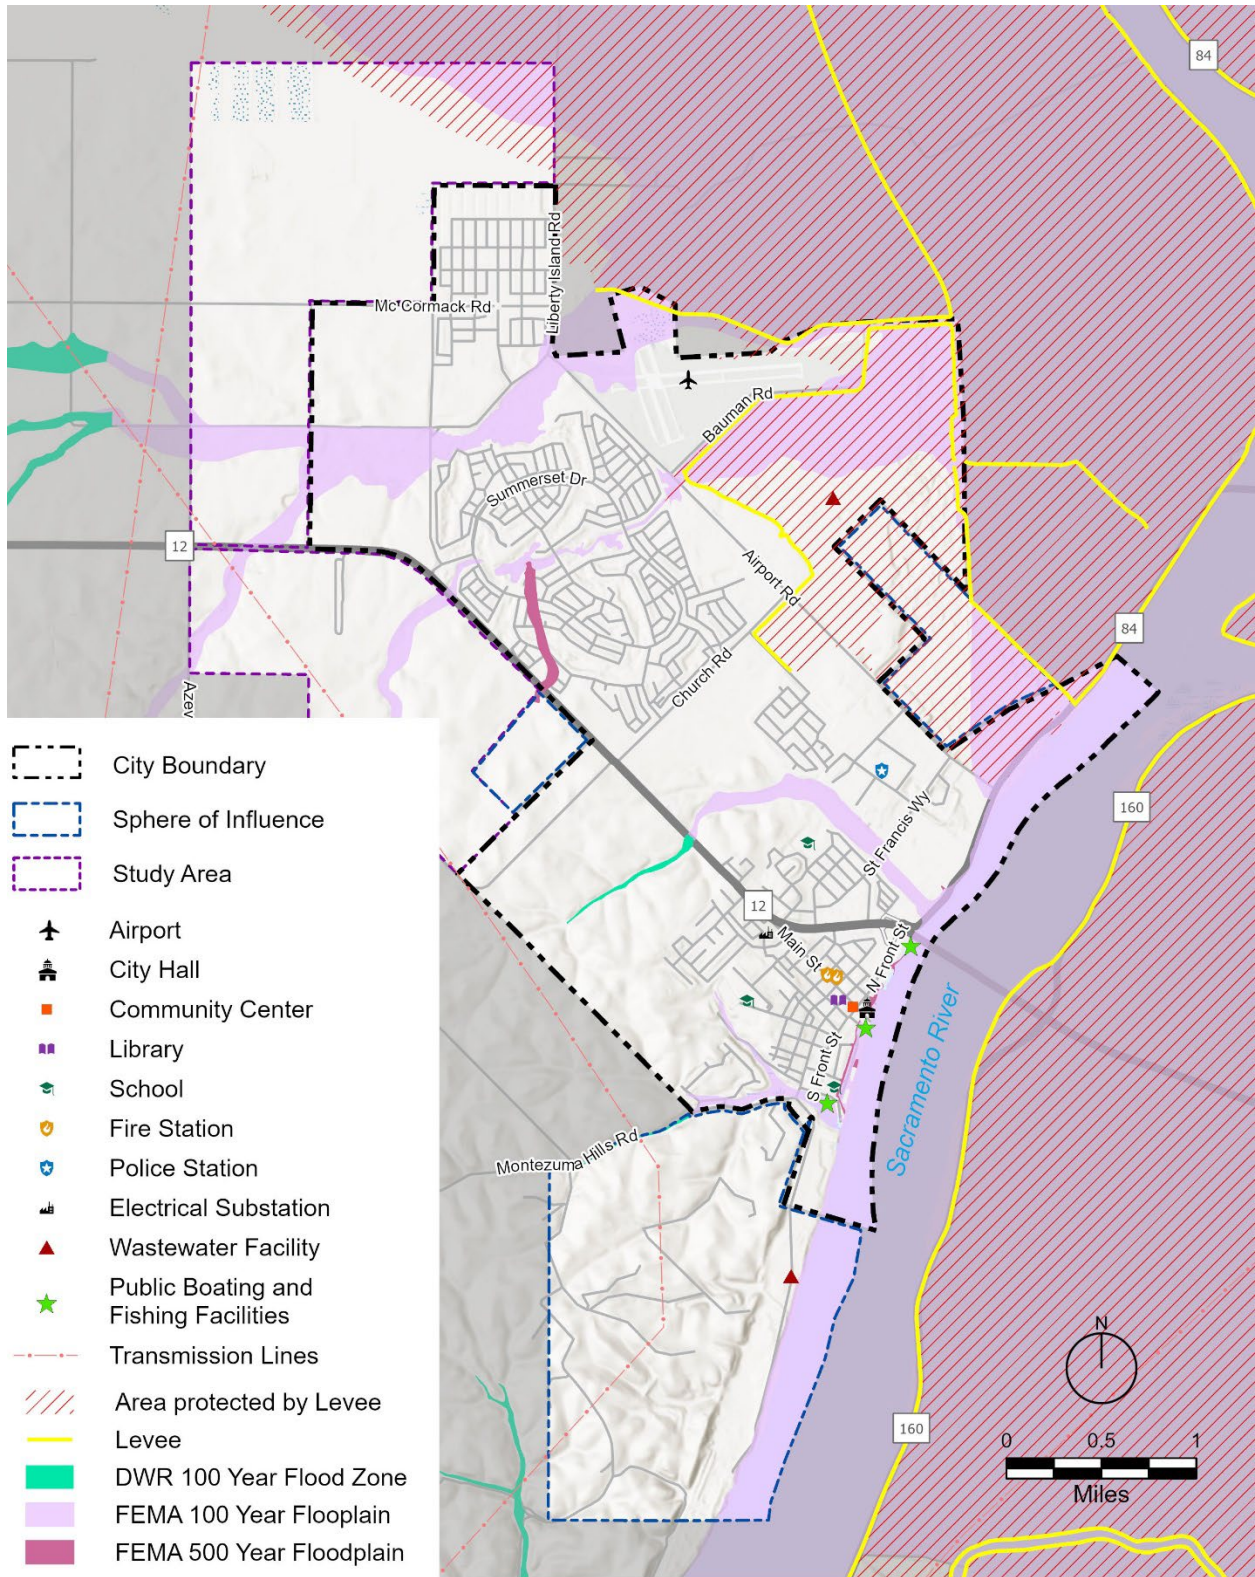 84
Liberty Island Rd
Mc Cormack Rd
Bauman Rd
Summerset Dr
12
Airport Rd
84
Church Rd
Azev
City Boundary
Sphere of Influence
Study Area
Airport
City Hall
Community Center
Library
School
Fire Station
Police Station
Electrical Substation
Wastewater Facility
Public Boating and
Fishing Facilities
Transmission Lines
Area protected by Levee
Levee
DWR 100 Year Flood Zone
FEMA 100 Year Flooplain
FEMA 500 Year Floodplain
160
St Francis Wy
12
Main St
N Front St
S Front St
Sacramento River
Montezuma Hills Rd
N
160
0 0.5 1
Miles